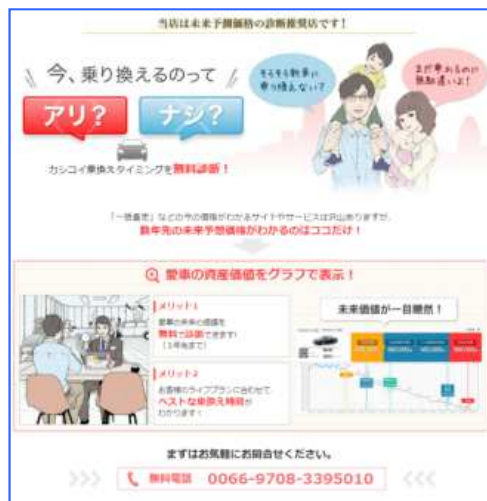 当店は未来予測価格の診断推奨店です!
今、乗り換えるのって
アリ?
ナシ?
そろそろ新車に
乗り換えない?
まだ乗れるのに
無駄遣いよ!
カシコイ乗換えタイミングを無料診断!
「一括査定」などの今の価格がわかるサイトやサービスは沢山ありますが、
数年先の未来予想価格がわかるのはココだけ!
愛車の資産価値をグラフで表示!
メリット1
愛車の未来の価値を
無料で診断できます!
メリット2
お客様のライフプランに合わせて、
ベストな乗換え時期が
わかります!
未来価値が一目瞭然!
まずはお気軽にお問合せください。
無料電話 0066-9708-3395010